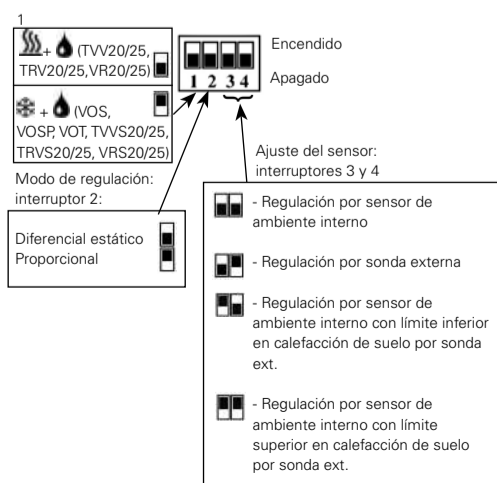 1
+ (TVV20/25,
TRV20/25,VR20/25)
+ (VOS,
VOSP, VOT, TVVS20/25,
TRVS20/25, VRS20/25)
1 2 3 4
Encendido
Apagado
Modo de regulación:
interruptor 2:
Diferencial estático
Proporcional
Ajuste del sensor:
interruptores 3 y 4
- Regulación por sensor de
ambiente interno
- Regulación por sonda externa
- Regulación por sensor de
ambiente interno con límite inferior
en calefacción de suelo por sonda
ext.
- Regulación por sensor de
ambiente interno con límite
superior en calefacción de suelo
por sonda ext.